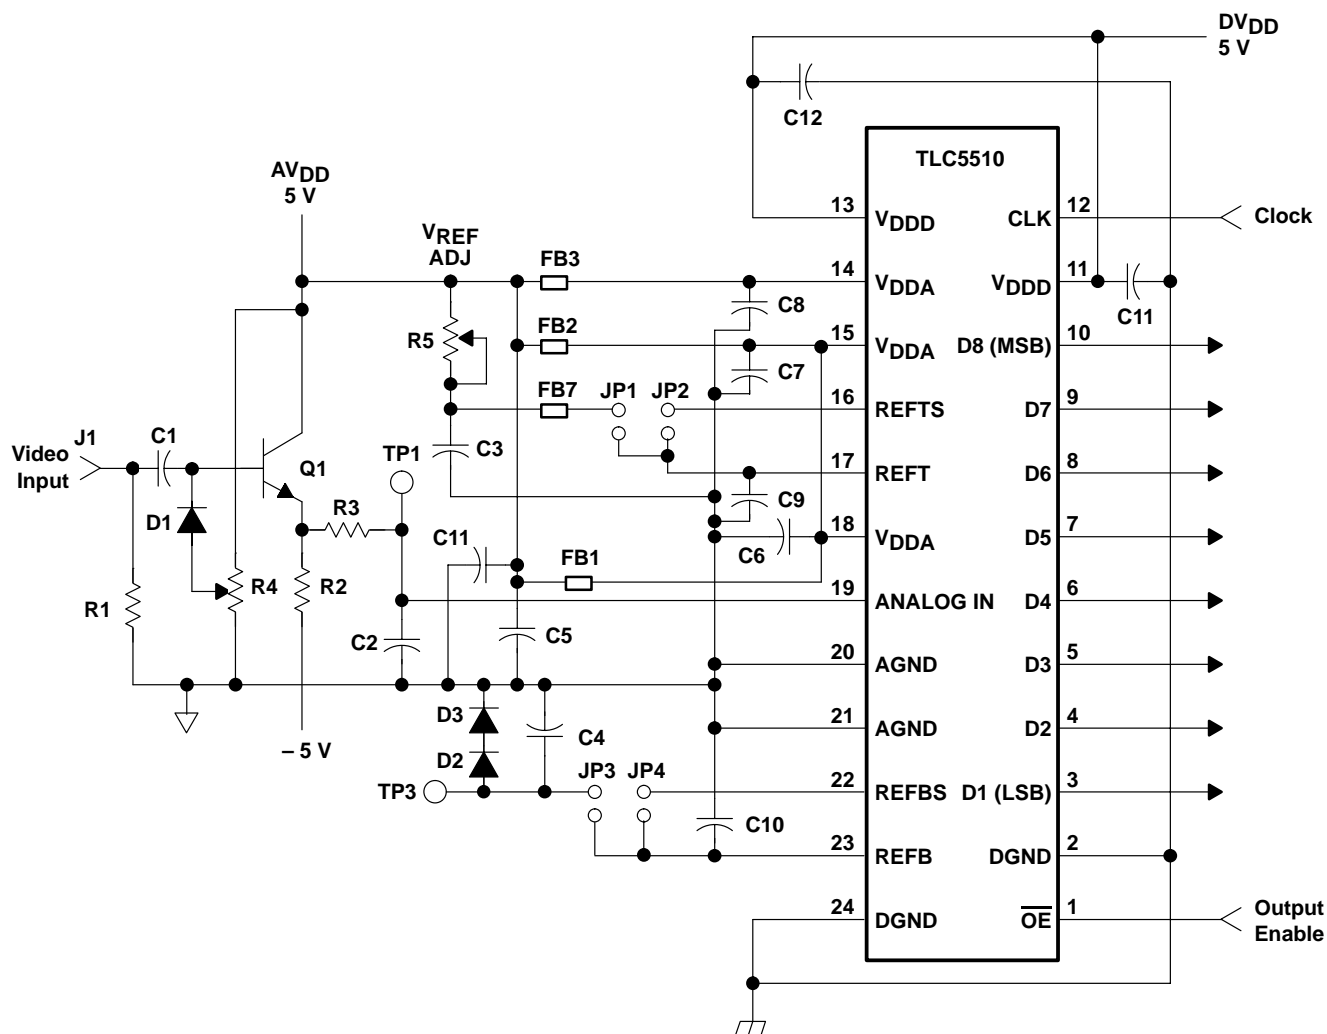 DVDD
5 V
C12
TLC5510
AVDD
5 V
13
VDDD
CLK
12
Clock
VREF
ADJ
FB3
14
VDDA
VDDD
11
C8
C11
R5
FB2
15
VDDA
D8 (MSB)
10
C7
FB7
JP1
JP2
16
REFTS
D7
9
Video
Input
J1
C1
Q1
TP1
C3
17
REFT
D6
8
D1
R3
C9
C11
C6
18
VDDA
D5
7
FB1
R1
R4
R2
19
ANALOG IN
D4
6
C2
C5
20
AGND
D3
5
D3
C4
21
AGND
D2
4
– 5 V
D2
TP3
JP3
JP4
22
REFBS
D1 (LSB)
3
C10
23
REFB
DGND
2
24
DGND
OE
1
Output
Enable